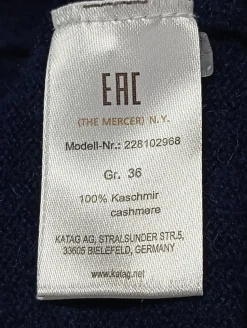 EAC
(THE MERCER) N.Y.
Modell-Nr.: 228102968
Gr. 36
100% Kaschmir
cashmere
KATAG AG, STRALSUNDER STR.5,
33605 BIELEFELD, GERMANY
www.katag.net